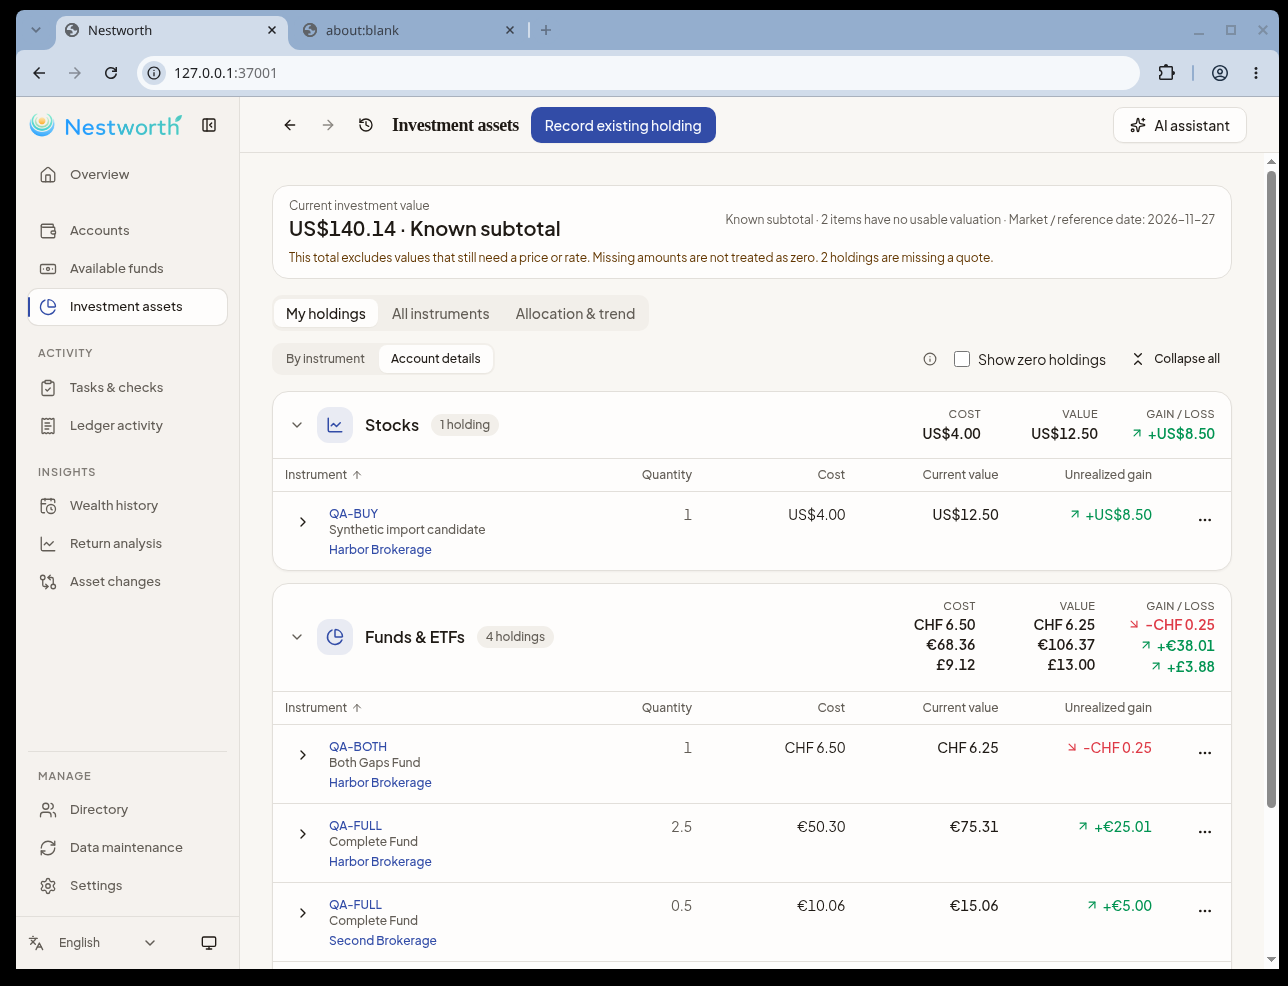 Nestworth
about:blank
127.0.0.1:37001
Nestworth
Investment assets
Record existing holding
AI assistant
Overview
Accounts
Available funds
Investment assets
ACTIVITY
Tasks & checks
Ledger activity
INSIGHTS
Wealth history
Return analysis
Asset changes
MANAGE
Directory
Data maintenance
Settings
English
Current investment value
US$140.14 · Known subtotal
Known subtotal · 2 items have no usable valuation · Market / reference date: 2026-11-27
This total excludes values that still need a price or rate. Missing amounts are not treated as zero. 2 holdings are missing a quote.
My holdings All instruments Allocation & trend
By instrument Account details
Show zero holdings Collapse all
Stocks 1 holding
COST VALUE GAIN / LOSS
US$4.00 US$12.50 +US$8.50
Instrument Quantity Cost Current value Unrealized gain
QA-BUY 1 US$4.00 US$12.50 +US$8.50
Synthetic import candidate
Harbor Brokerage
Funds & ETFs 4 holdings
COST VALUE GAIN / LOSS
CHF 6.50 CHF 6.25 -CHF 0.25
€68.36 €106.37 +€38.01
£9.12 £13.00 +£3.88
Instrument Quantity Cost Current value Unrealized gain
QA-BOTH 1 CHF 6.50 CHF 6.25 -CHF 0.25
Both Gaps Fund
Harbor Brokerage
QA-FULL 2.5 €50.30 €75.31 +€25.01
Complete Fund
Harbor Brokerage
QA-FULL 0.5 €10.06 €15.06 +€5.00
Complete Fund
Second Brokerage